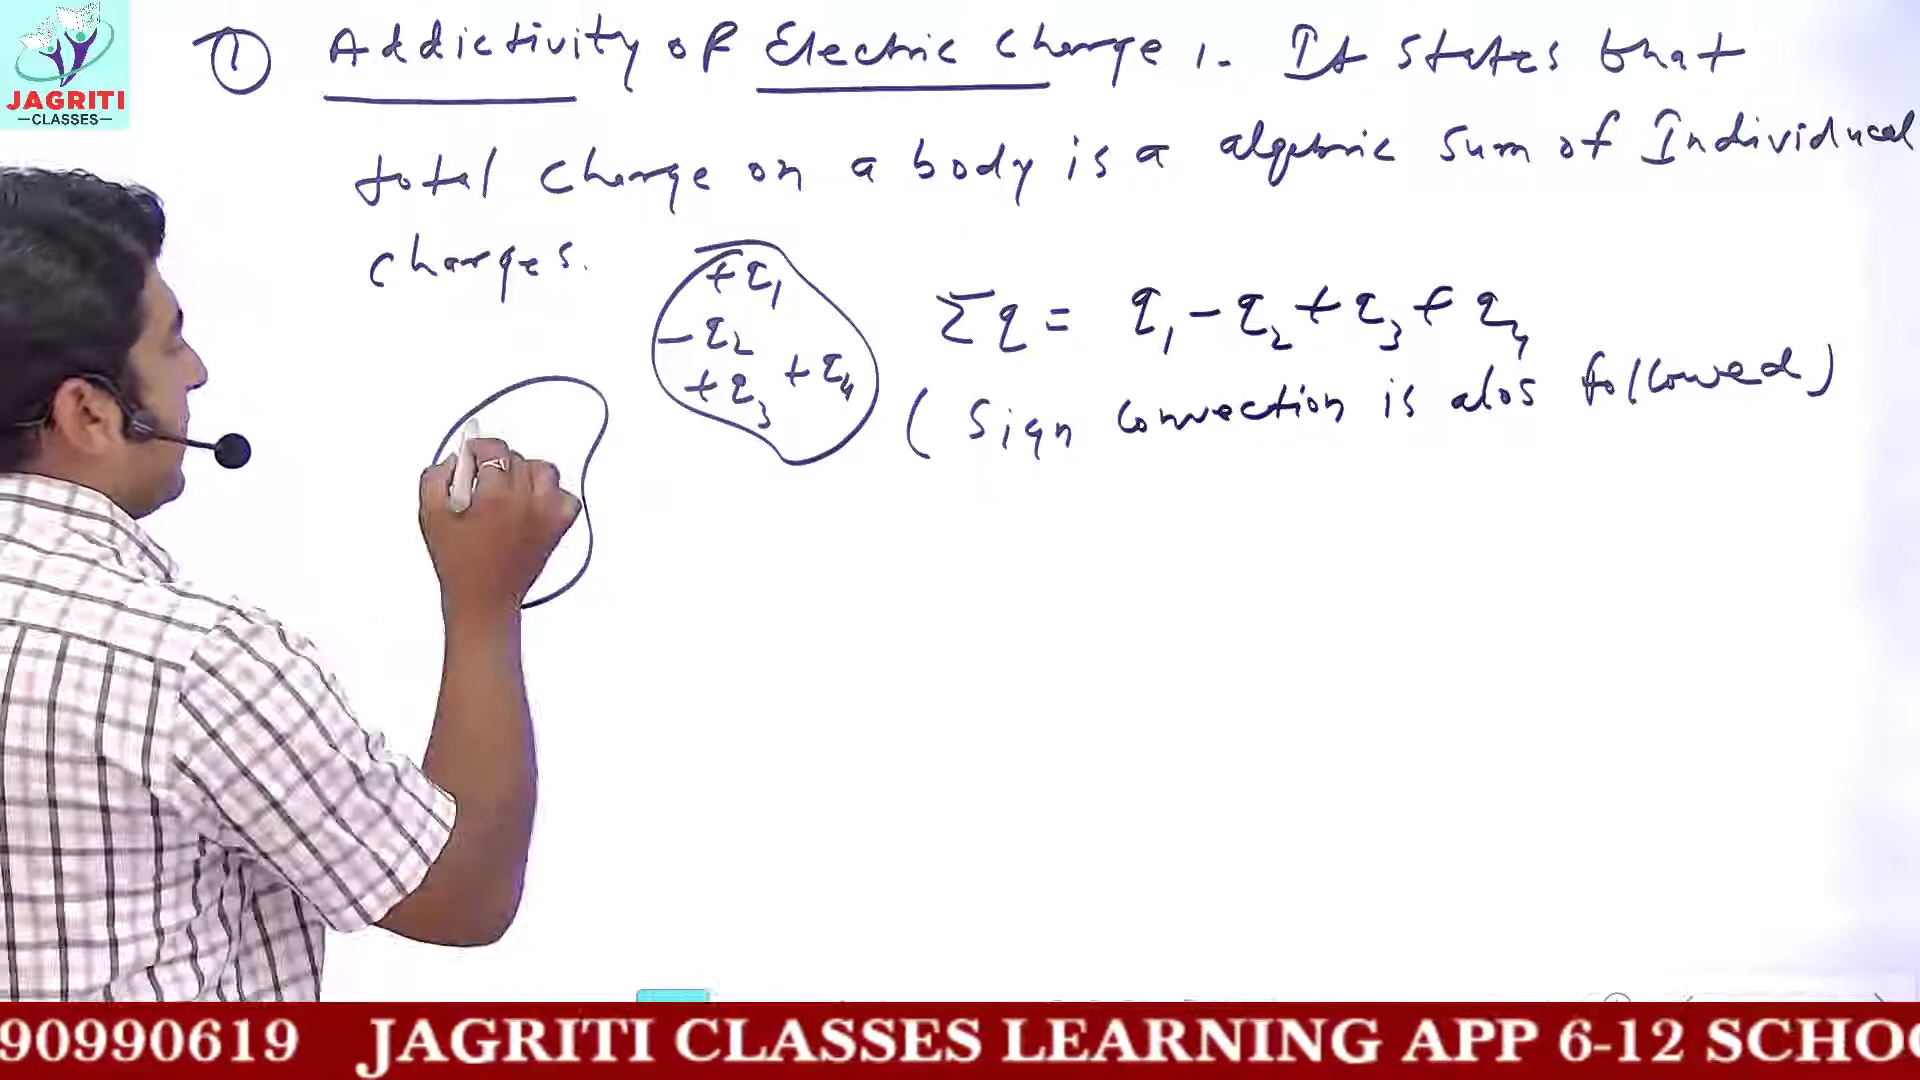 JAGRITI
—CLASSES—
① Addictivity of Electric charge :- It states that
total charge on a body is a algebric sum of Individual
charges.
+q₁
-q₂
+q₃ +q₄
Σq = q₁ - q₂ + q₃ + q₄
(Sign convection is alos followed)
90990619 JAGRITI CLASSES LEARNING APP 6-12 SCHOO